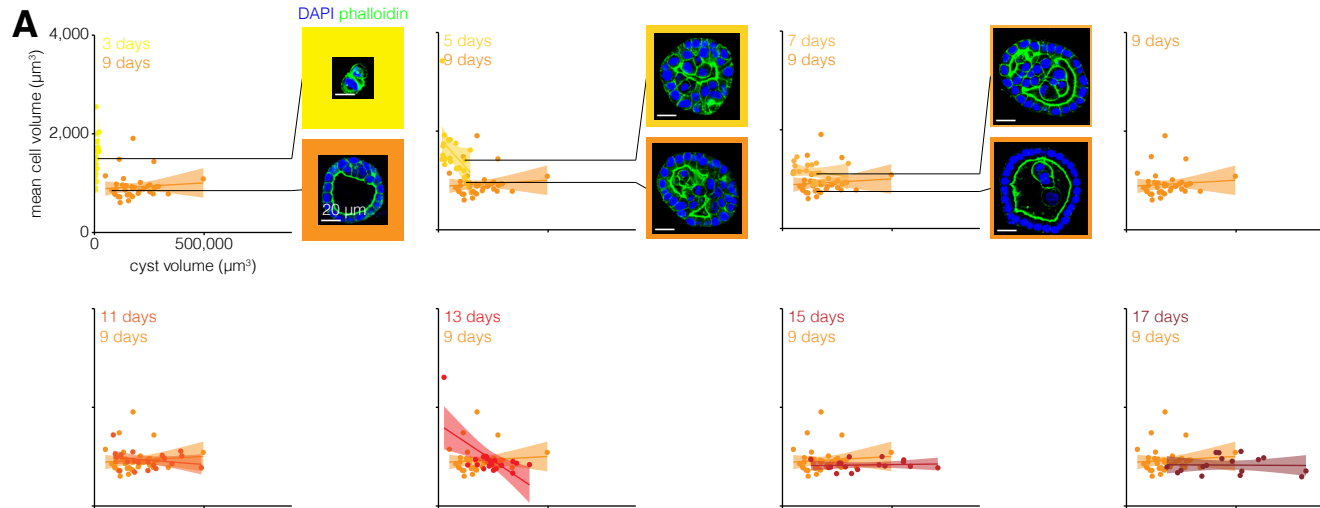 A
DAPI phalloidin
mean cell volume (µm³)
4,000
2,000
0
0
500,000
cyst volume (µm³)
3 days
9 days
20 µm
5 days
9 days
7 days
9 days
9 days
11 days
9 days
13 days
9 days
15 days
9 days
17 days
9 days